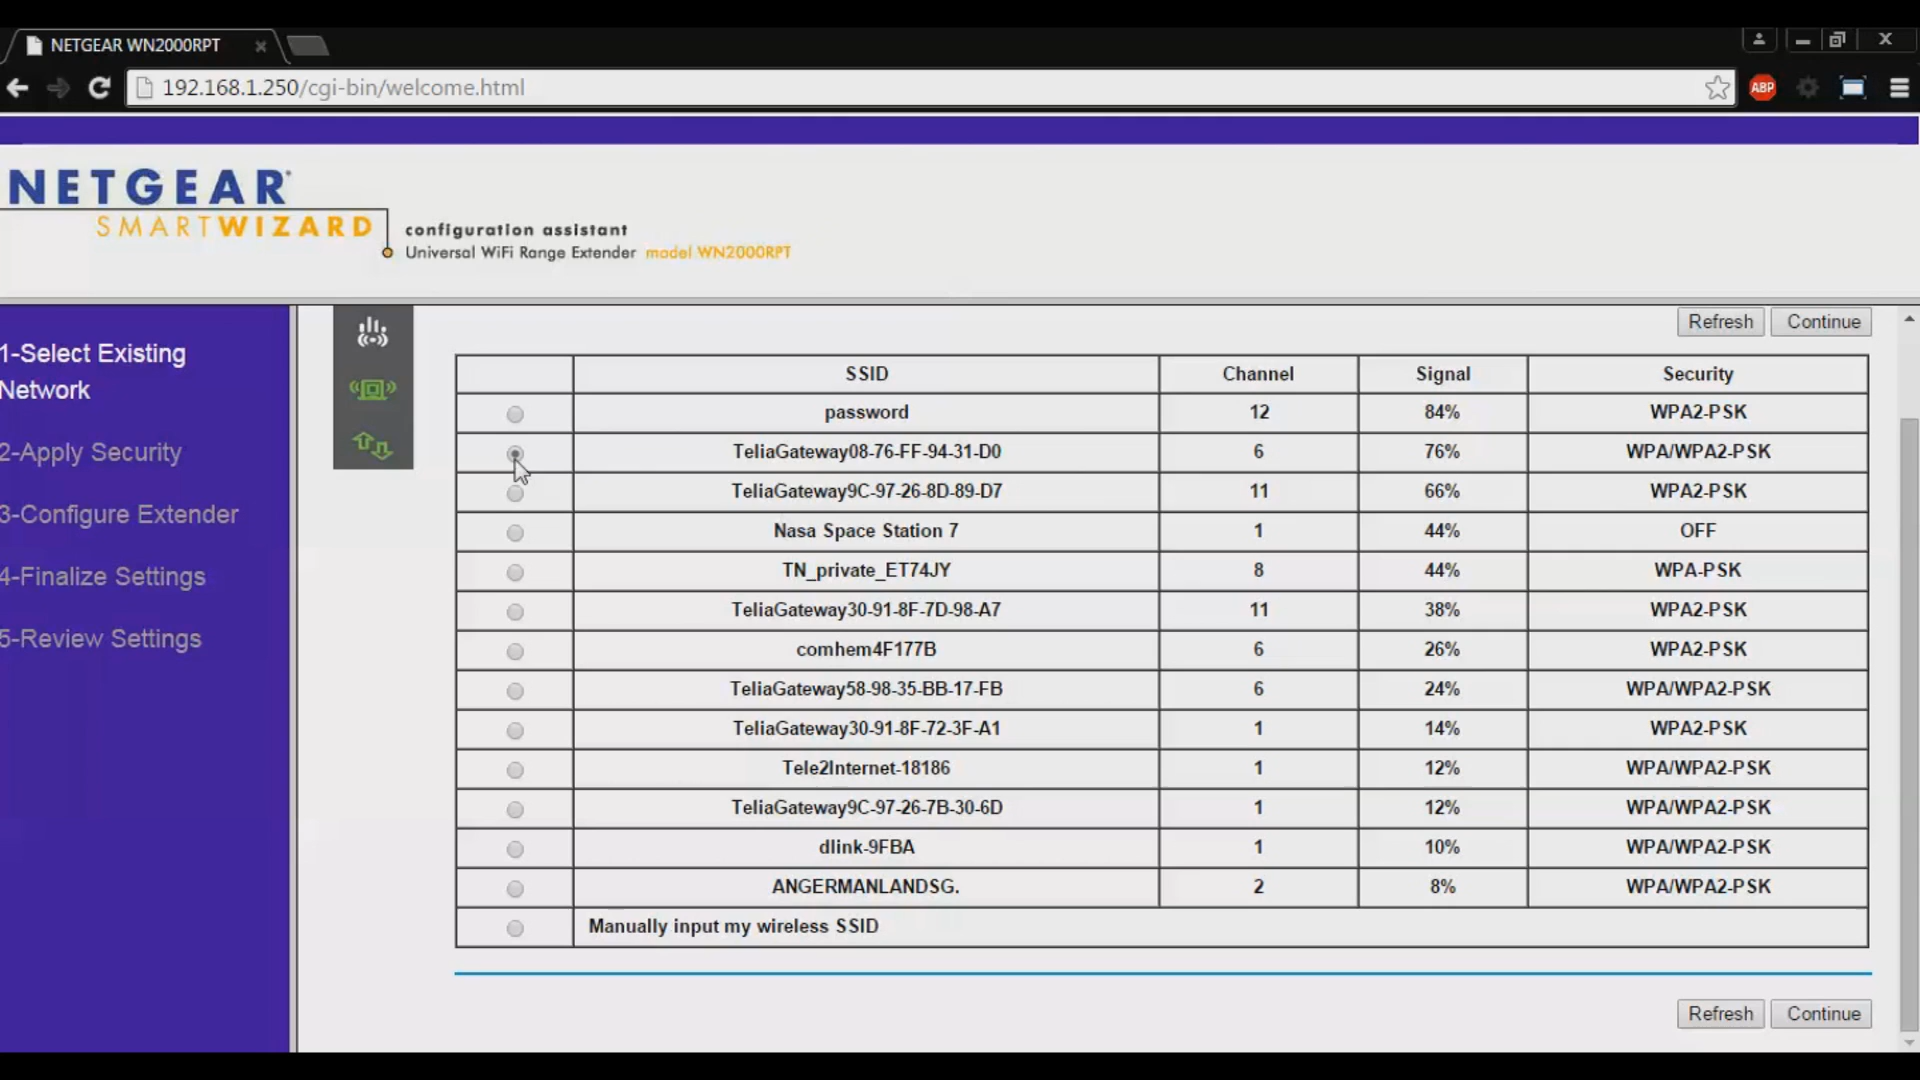 NETGEAR WN2000RPT
192.168.1.250/cgi-bin/welcome.html
ABP
NETGEAR
SMARTWIZARD
configuration assistant
Universal WiFi Range Extender model WN2000RPT
1-Select Existing
Network
2-Apply Security
3-Configure Extender
4-Finalize Settings
5-Review Settings
Refresh Continue
SSID Channel Signal Security
password 12 84% WPA2-PSK
TeliaGateway08-76-FF-94-31-D0 6 76% WPA/WPA2-PSK
TeliaGateway9C-97-26-8D-89-D7 11 66% WPA2-PSK
Nasa Space Station 7 1 44% OFF
TN_private_ET74JY 8 44% WPA-PSK
TeliaGateway30-91-8F-7D-98-A7 11 38% WPA2-PSK
comhem4F177B 6 26% WPA2-PSK
TeliaGateway58-98-35-BB-17-FB 6 24% WPA/WPA2-PSK
TeliaGateway30-91-8F-72-3F-A1 1 14% WPA2-PSK
Tele2Internet-18186 1 12% WPA/WPA2-PSK
TeliaGateway9C-97-26-7B-30-6D 1 12% WPA/WPA2-PSK
dlink-9FBA 1 10% WPA/WPA2-PSK
ANGERMANLANDSG. 2 8% WPA/WPA2-PSK
Manually input my wireless SSID
Refresh Continue